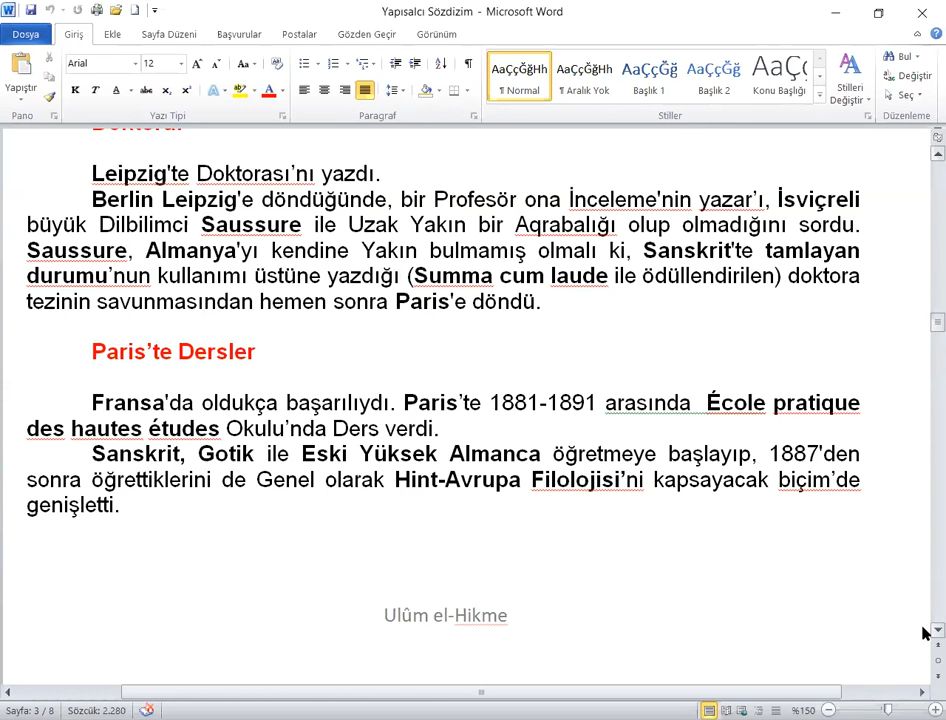 Yapısalcı Sözdizim - Microsoft Word
Dosya Giriş Ekle Sayfa Düzeni Başvurular Postalar Gözden Geçir Görünüm
Yapıştır
Arial 12
AaÇçĞğHh AaÇçĞğHh AaÇçĞğ AaÇçĞğ AaÇç
¶ Normal ¶ Aralık Yok Başlık 1 Başlık 2 Konu Başlığı
Stilleri Değiştir
Bul
Değiştir
Seç
Pano Yazı Tipi Paragraf Stiller Düzenleme
Leipzig'te Doktorası’nı yazdı.
Berlin Leipzig'e döndüğünde, bir Profesör ona İnceleme'nin yazar’ı, İsviçreli
büyük Dilbilimci Saussure ile Uzak Yakın bir Aqrabalığı olup olmadığını sordu.
Saussure, Almanya'yı kendine Yakın bulmamış olmalı ki, Sanskrit'te tamlayan
durumu’nun kullanımı üstüne yazdığı (Summa cum laude ile ödüllendirilen) doktora
tezinin savunmasından hemen sonra Paris'e döndü.
Paris’te Dersler
Fransa'da oldukça başarılıydı. Paris’te 1881-1891 arasında École pratique
des hautes études Okulu’nda Ders verdi.
Sanskrit, Gotik ile Eski Yüksek Almanca öğretmeye başlayıp, 1887'den
sonra öğrettiklerini de Genel olarak Hint-Avrupa Filolojisi’ni kapsayacak biçim’de
genişletti.
Ulûm el-Hikme
Sayfa: 3 / 8 Sözcük: 2.280 %150